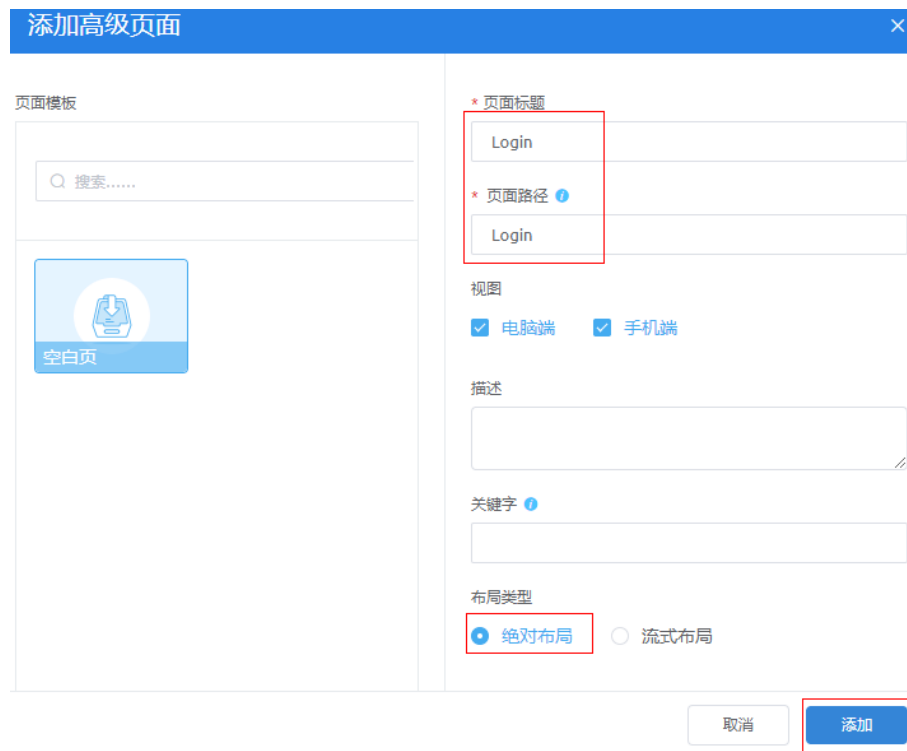 添加高级页面
页面模板
搜索......
空白页
* 页面标题
Login
* 页面路径
Login
视图
电脑端 手机端
描述
关键字
布局类型
绝对布局 流式布局
取消 添加